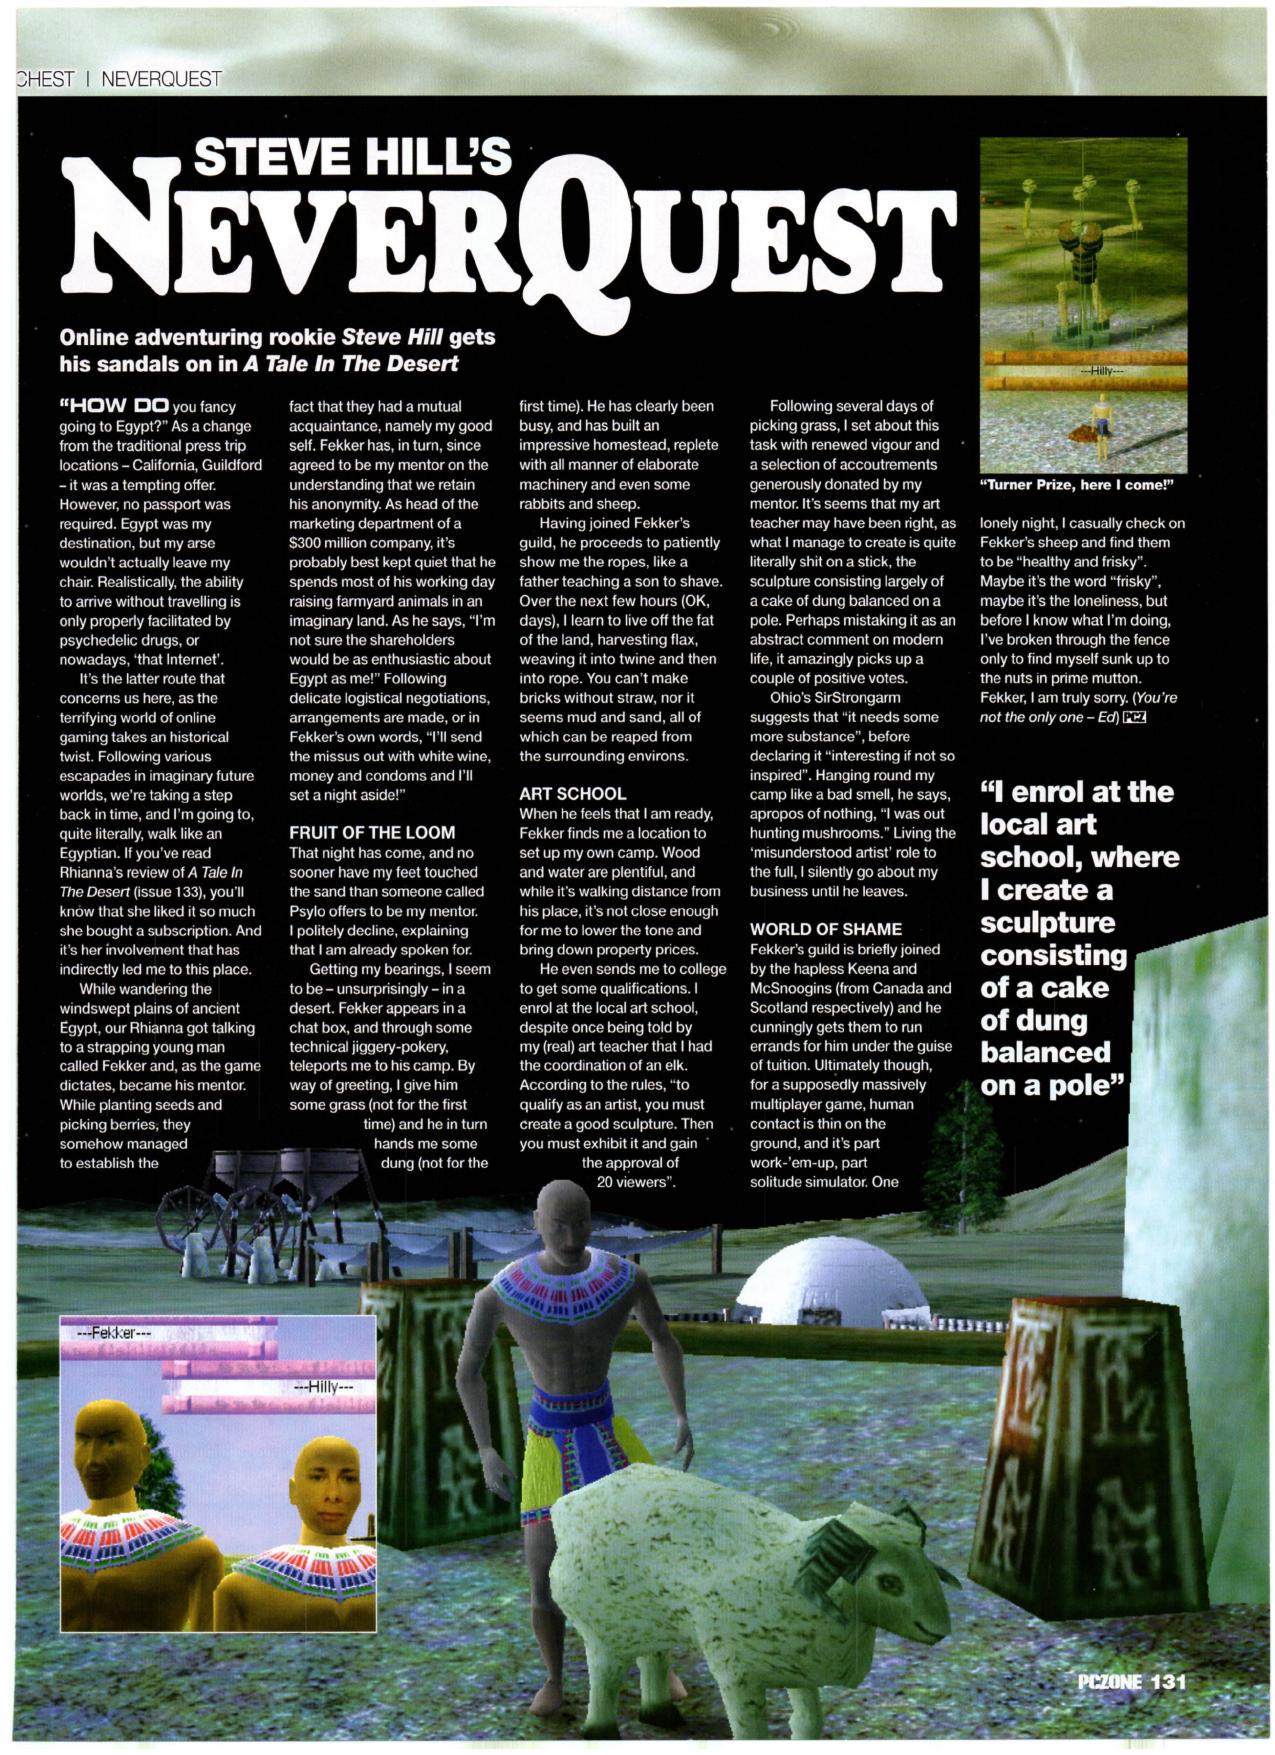 CHEST | NEVERQUEST
STEVE HILL'S
NEVERQUEST
Online adventuring rookie Steve Hill gets
his sandals on in A Tale In The Desert
"HOW DO you fancy
going to Egypt?" As a change
from the traditional press trip
locations – California, Guildford
– it was a tempting offer.
However, no passport was
required. Egypt was my
destination, but my arse
wouldn't actually leave my
chair. Realistically, the ability
to arrive without travelling is
only properly facilitated by
psychedelic drugs, or
nowadays, 'that Internet'.
It's the latter route that
concerns us here, as the
terrifying world of online
gaming takes an historical
twist. Following various
escapades in imaginary future
worlds, we're taking a step
back in time, and I'm going to,
quite literally, walk like an
Egyptian. If you've read
Rhianna's review of A Tale In
The Desert (issue 133), you'll
know that she liked it so much
she bought a subscription. And
it's her involvement that has
indirectly led me to this place.
While wandering the
windswept plains of ancient
Egypt, our Rhianna got talking
to a strapping young man
called Fekker and, as the game
dictates, became his mentor.
While planting seeds and
picking berries, they
somehow managed
to establish the
fact that they had a mutual
acquaintance, namely my good
self. Fekker has, in turn, since
agreed to be my mentor on the
understanding that we retain
his anonymity. As head of the
marketing department of a
$300 million company, it's
probably best kept quiet that he
spends most of his working day
raising farmyard animals in an
imaginary land. As he says, "I'm
not sure the shareholders
would be as enthusiastic about
Egypt as me!" Following
delicate logistical negotiations,
arrangements are made, or in
Fekker's own words, "I'll send
the missus out with white wine,
money and condoms and I'll
set a night aside!"
FRUIT OF THE LOOM
That night has come, and no
sooner have my feet touched
the sand than someone called
Psylo offers to be my mentor.
I politely decline, explaining
that I am already spoken for.
Getting my bearings, I seem
to be – unsurprisingly – in a
desert. Fekker appears in a
chat box, and through some
technical jiggery-pokery,
teleports me to his camp. By
way of greeting, I give him
some grass (not for the first
time) and he in turn
hands me some
dung (not for the
first time). He has clearly been
busy, and has built an
impressive homestead, replete
with all manner of elaborate
machinery and even some
rabbits and sheep.
Having joined Fekker's
guild, he proceeds to patiently
show me the ropes, like a
father teaching a son to shave.
Over the next few hours (OK,
days), I learn to live off the fat
of the land, harvesting flax,
weaving it into twine and then
into rope. You can't make
bricks without straw, nor it
seems mud and sand, all of
which can be reaped from
the surrounding environs.
ART SCHOOL
When he feels that I am ready,
Fekker finds me a location to
set up my own camp. Wood
and water are plentiful, and
while it's walking distance from
his place, it's not close enough
for me to lower the tone and
bring down property prices.
He even sends me to college
to get some qualifications. I
enrol at the local art school,
despite once being told by
my (real) art teacher that I had
the coordination of an elk.
According to the rules, "to
qualify as an artist, you must
create a good sculpture. Then
you must exhibit it and gain
the approval of
20 viewers".
Following several days of
picking grass, I set about this
task with renewed vigour and
a selection of accoutrements
generously donated by my
mentor. It's seems that my art
teacher may have been right, as
what I manage to create is quite
literally shit on a stick, the
sculpture consisting largely of
a cake of dung balanced on a
pole. Perhaps mistaking it as an
abstract comment on modern
life, it amazingly picks up a
couple of positive votes.
Ohio's SirStrongarm
suggests that "it needs some
more substance", before
declaring it "interesting if not so
inspired". Hanging round my
camp like a bad smell, he says,
apropos of nothing, "I was out
hunting mushrooms." Living the
'misunderstood artist' role to
the full, I silently go about my
business until he leaves.
WORLD OF SHAME
Fekker's guild is briefly joined
by the hapless Keena and
McSnoogins (from Canada and
Scotland respectively) and he
cunningly gets them to run
errands for him under the guise
of tuition. Ultimately though,
for a supposedly massively
multiplayer game, human
contact is thin on the
ground, and it's part
work-'em-up, part
solitude simulator. One
---Hilly---
"Turner Prize, here I come!"
lonely night, I casually check on
Fekker's sheep and find them
to be "healthy and frisky".
Maybe it's the word "frisky",
maybe it's the loneliness, but
before I know what I'm doing,
I've broken through the fence
only to find myself sunk up to
the nuts in prime mutton.
Fekker, I am truly sorry. (You're
not the only one – Ed) PCZ
"I enrol at the
local art
school, where
I create a
sculpture
consisting
of a cake
of dung
balanced
on a pole"
---Fekker---
---Hilly---
PCZONE 131